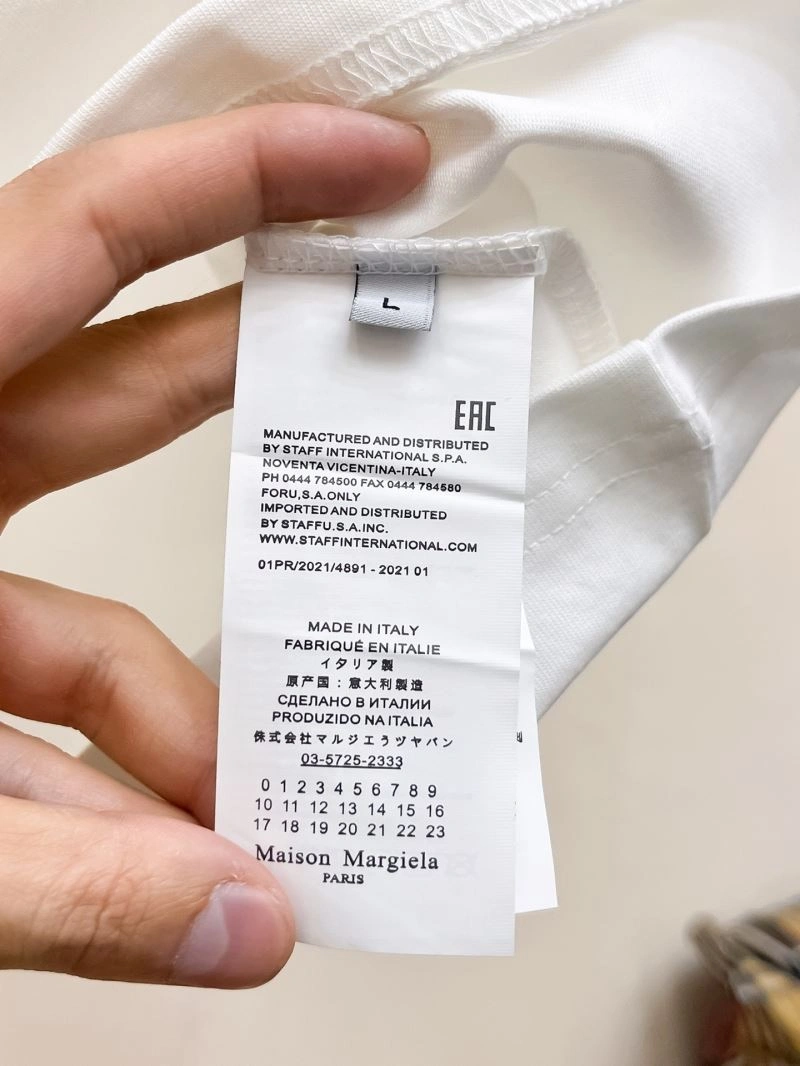 L
EAC
MANUFACTURED AND DISTRIBUTED
BY STAFF INTERNATIONAL S.P.A.
NOVENTA VICENTINA-ITALY
PH 0444 784500 FAX 0444 784580
FORU,S.A.ONLY
IMPORTED AND DISTRIBUTED
BY STAFFU.S.A.INC.
WWW.STAFFINTERNATIONAL.COM
01PR/2021/4891 - 2021 01
MADE IN ITALY
FABRIQUÉ EN ITALIE
イタリア製
原产国：意大利製造
СДЕЛАНО В ИТАЛИИ
PRODUZIDO NA ITALIA
侏式会社マルジエうヅヤバン
03-5725-2333
0 1 2 3 4 5 6 7 8 9
10 11 12 13 14 15 16
17 18 19 20 21 22 23
Maison Margiela
PARIS